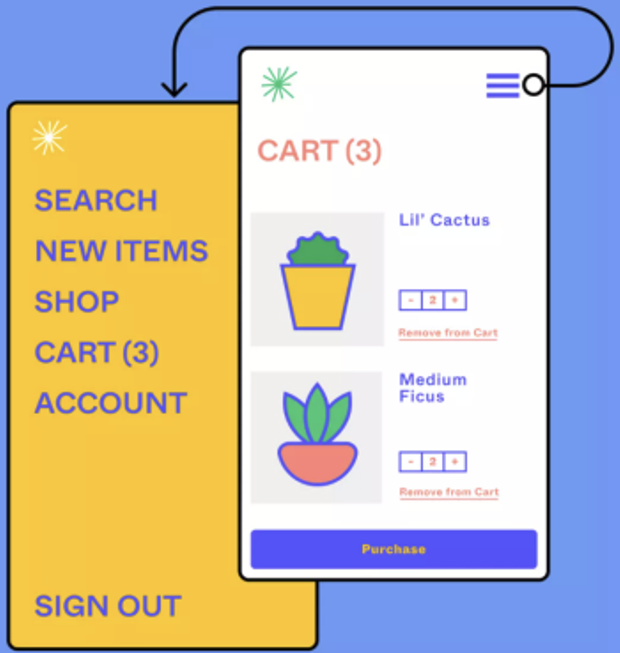 SEARCH
NEW ITEMS
SHOP
CART (3)
ACCOUNT
SIGN OUT
CART (3)
Lil' Cactus
- 2 +
Remove from Cart
Medium
Ficus
- 2 +
Remove from Cart
Purchase